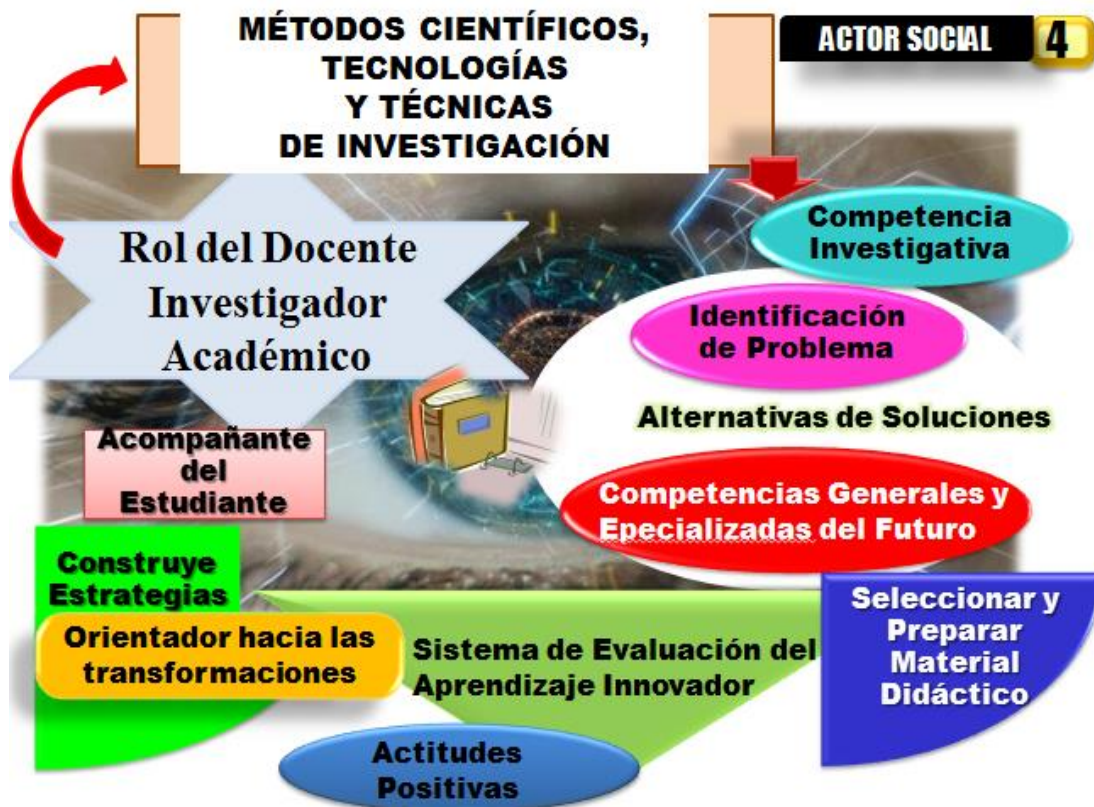 MÉTODOS CIENTÍFICOS,
TECNOLOGÍAS
Y TÉCNICAS
DE INVESTIGACIÓN
ACTOR SOCIAL 4
Rol del Docente
Investigador
Académico
Competencia
Investigativa
Identificación
de Problema
Alternativas de Soluciones
Acompañante
del
Estudiante
Competencias Generales y
Epecializadas del Futuro
Construye
Estrategias
Orientador hacia las
transformaciones
Sistema de Evaluación del
Aprendizaje Innovador
Seleccionar y
Preparar
Material
Didáctico
Actitudes
Positivas